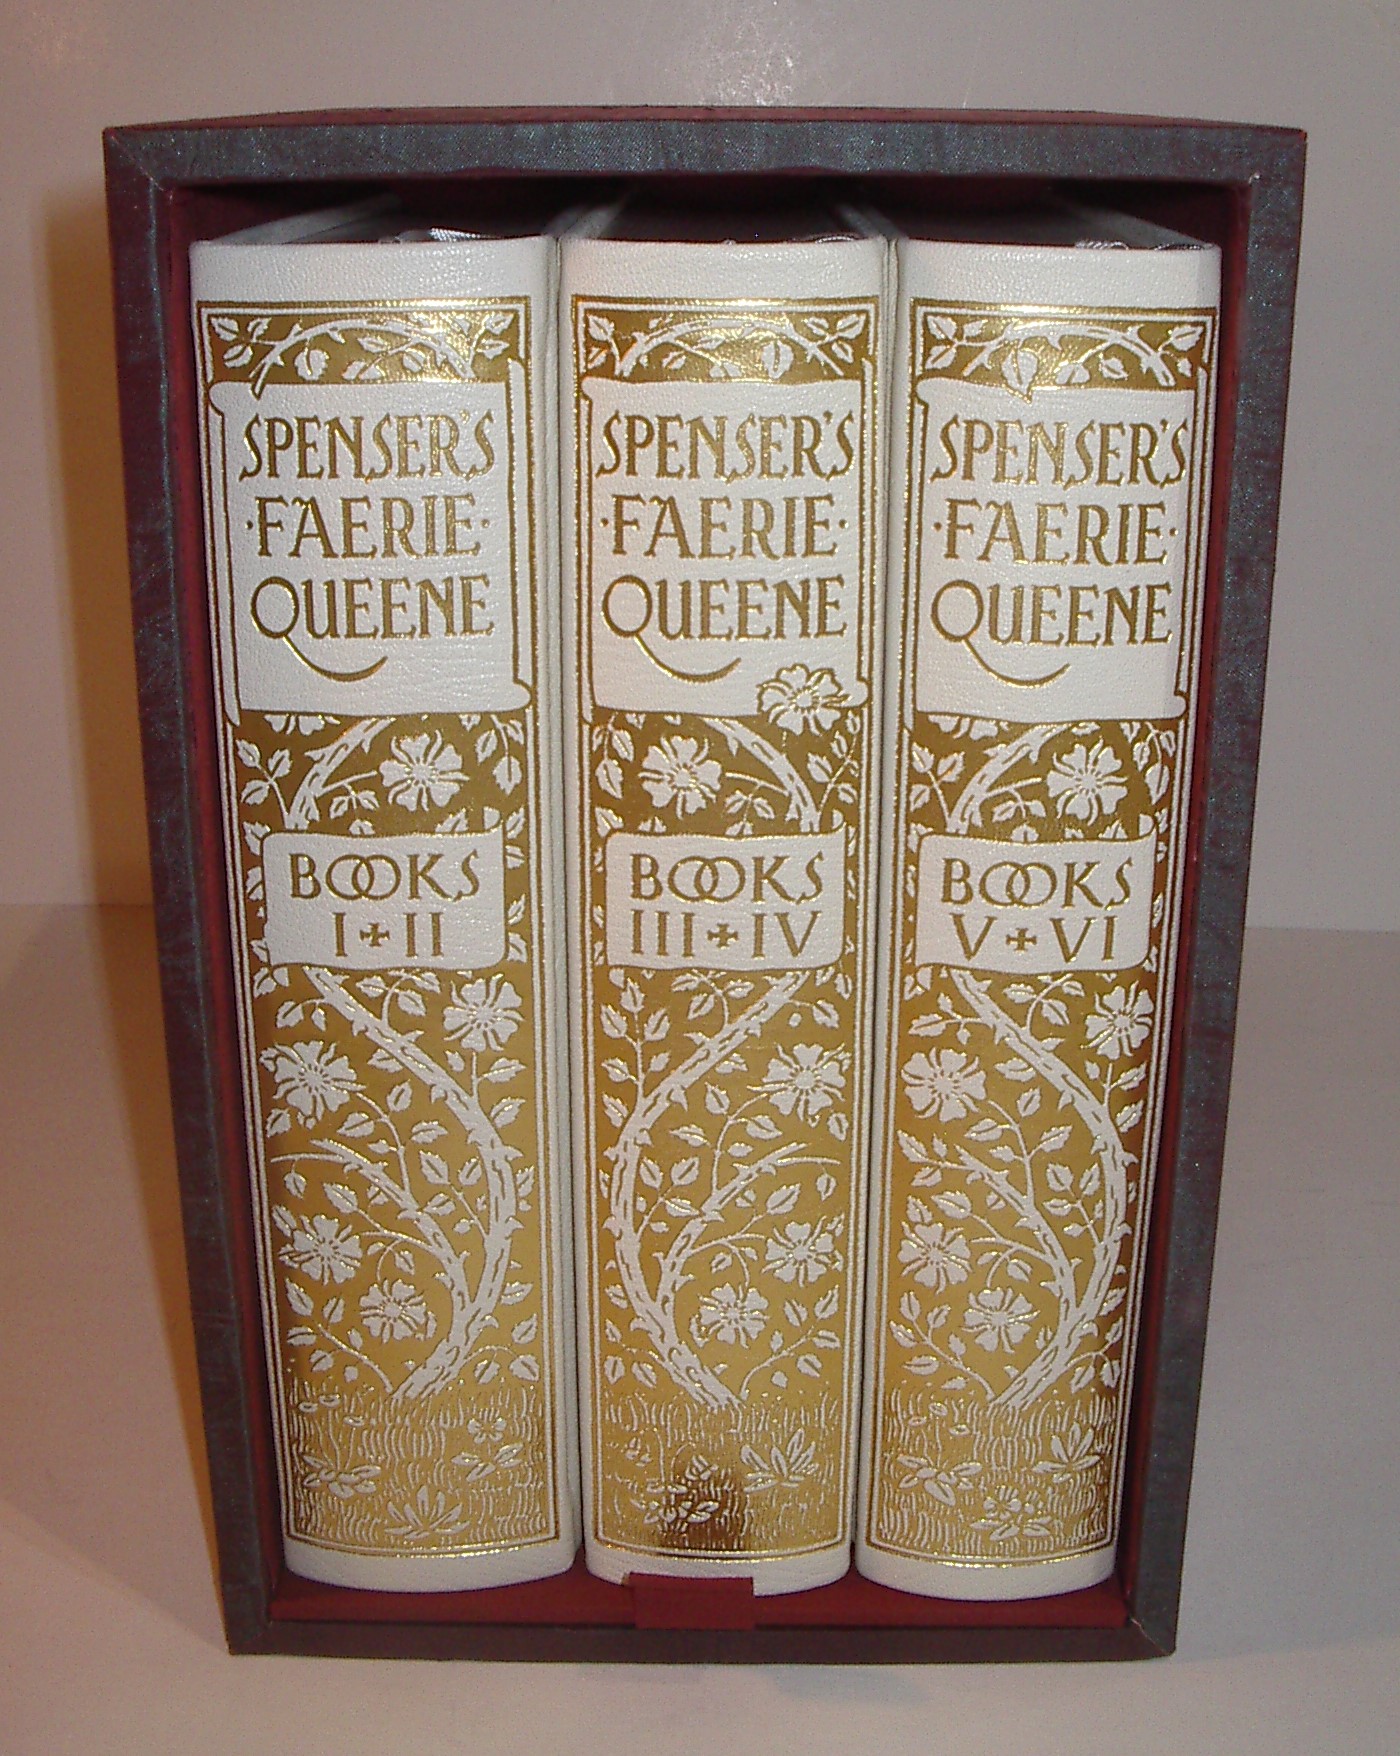 SPENSER'S
·FAERIE·
QUEENE
BOOKS
I+II
SPENSER'S
·FAERIE·
QUEENE
BOOKS
III+IV
SPENSER'S
·FAERIE·
QUEENE
BOOKS
V+VI